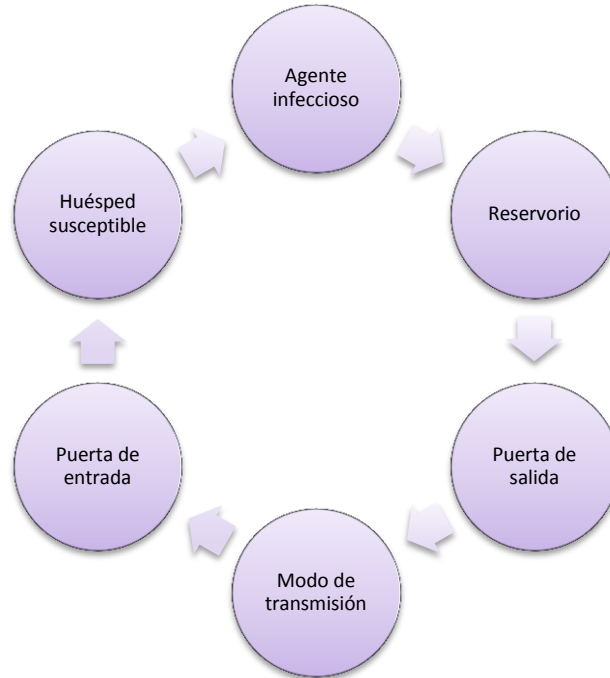 Agente
infeccioso
Reservorio
Puerta de
salida
Modo de
transmisión
Puerta de
entrada
Huésped
susceptible